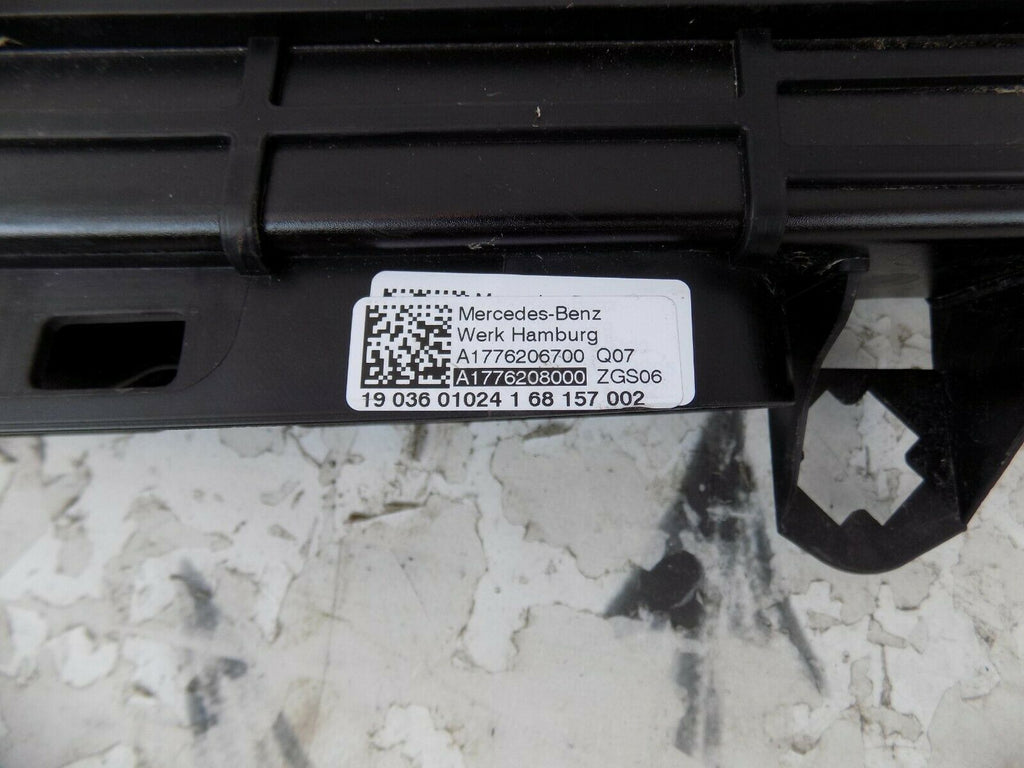 Mercedes-Benz
Werk Hamburg
A1776206700 Q07
A1776208000 ZGS06
19 036 01024 1 68 157 002